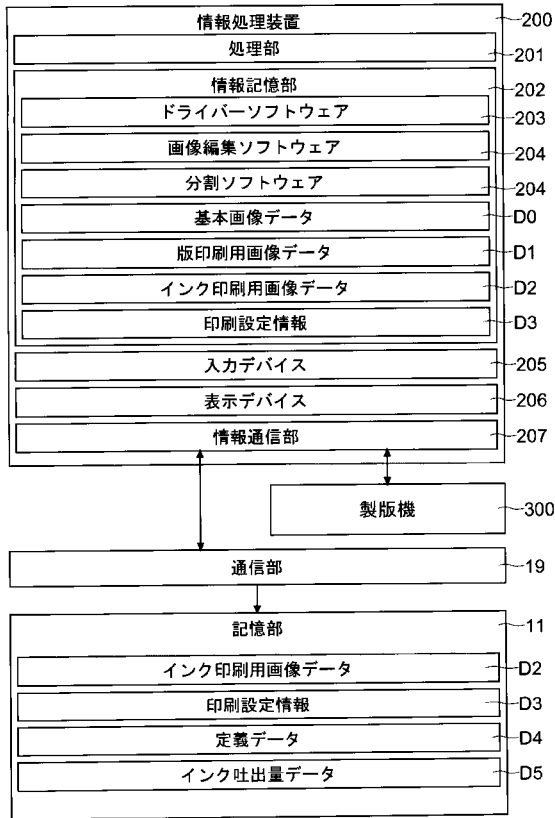 情報処理装置 200
処理部 201
情報記憶部 202
ドライバーソフトウェア 203
画像編集ソフトウェア 204
分割ソフトウェア 204
基本画像データ D0
版印刷用画像データ D1
インク印刷用画像データ D2
印刷設定情報 D3
入力デバイス 205
表示デバイス 206
情報通信部 207
製版機 300
通信部 19
記憶部 11
インク印刷用画像データ D2
印刷設定情報 D3
定義データ D4
インク吐出量データ D5